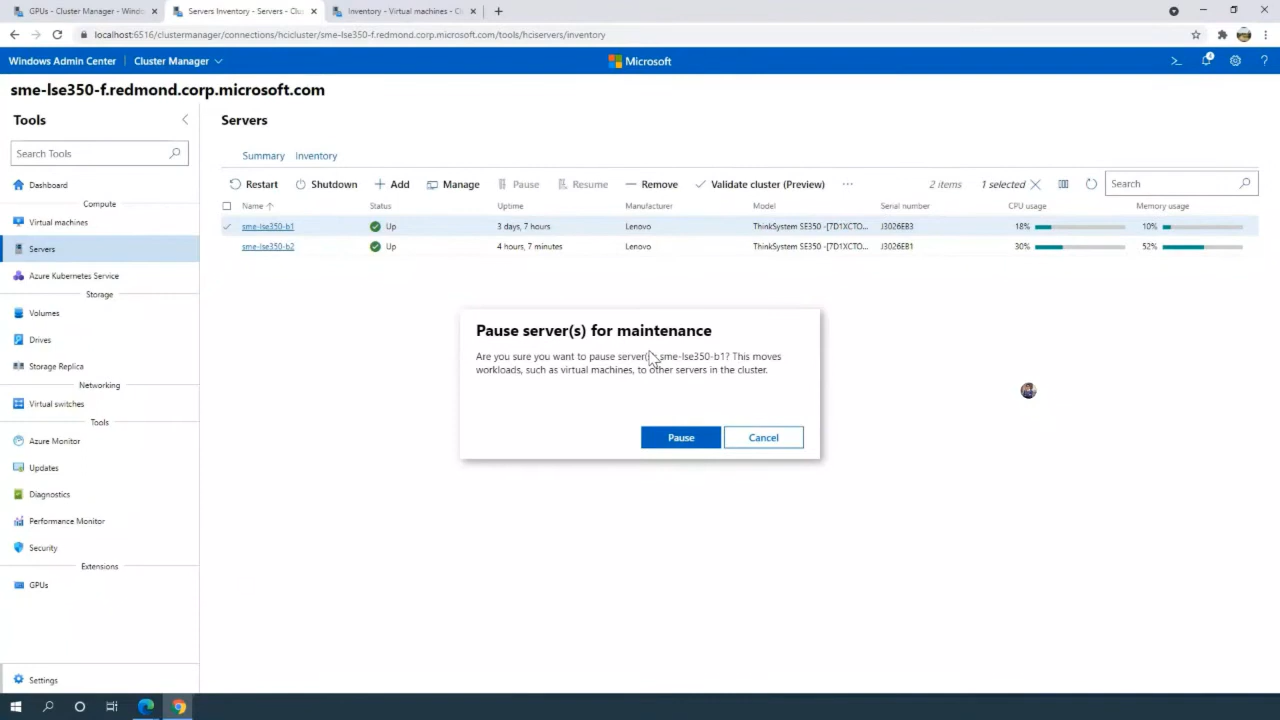 GPUs - Cluster Manager - Windo
Servers Inventory - Servers - Clus
Inventory - Virtual machines - C
localhost:6516/clustermanager/connections/hcicluster/sme-lse350-f.redmond.corp.microsoft.com/tools/hciservers/inventory
Windows Admin Center
Cluster Manager
Microsoft
1
sme-lse350-f.redmond.corp.microsoft.com
Tools
Search Tools
Dashboard
Compute
Virtual machines
Servers
Azure Kubernetes Service
Storage
Volumes
Drives
Storage Replica
Networking
Virtual switches
Tools
Azure Monitor
Updates
Diagnostics
Performance Monitor
Security
Extensions
GPUs
Settings
Servers
Summary Inventory
Restart Shutdown Add Manage Pause Resume Remove Validate cluster (Preview) ... 2 items 1 selected Search
Name Status Uptime Manufacturer Model Serial number CPU usage Memory usage
sme-lse350-b1 Up 3 days, 7 hours Lenovo ThinkSystem SE350 -[7D1XCTO... J3026EB3 18% 10%
sme-lse350-b2 Up 4 hours, 7 minutes Lenovo ThinkSystem SE350 -[7D1XCTO... J3026EB1 30% 52%
Pause server(s) for maintenance
Are you sure you want to pause server(s) sme-lse350-b1? This moves
workloads, such as virtual machines, to other servers in the cluster.
Pause
Cancel